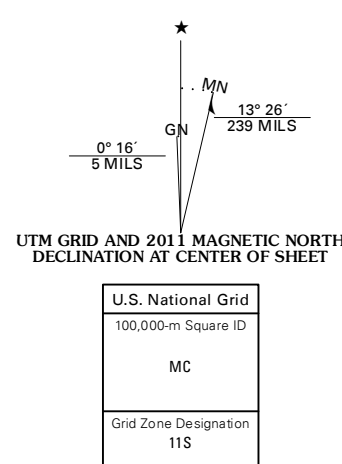 MN
GN
13° 26´
239 MILS
0° 16´
5 MILS
UTM GRID AND 2011 MAGNETIC NORTH
DECLINATION AT CENTER OF SHEET
U.S. National Grid
100,000-m Square ID
MC
Grid Zone Designation
11S